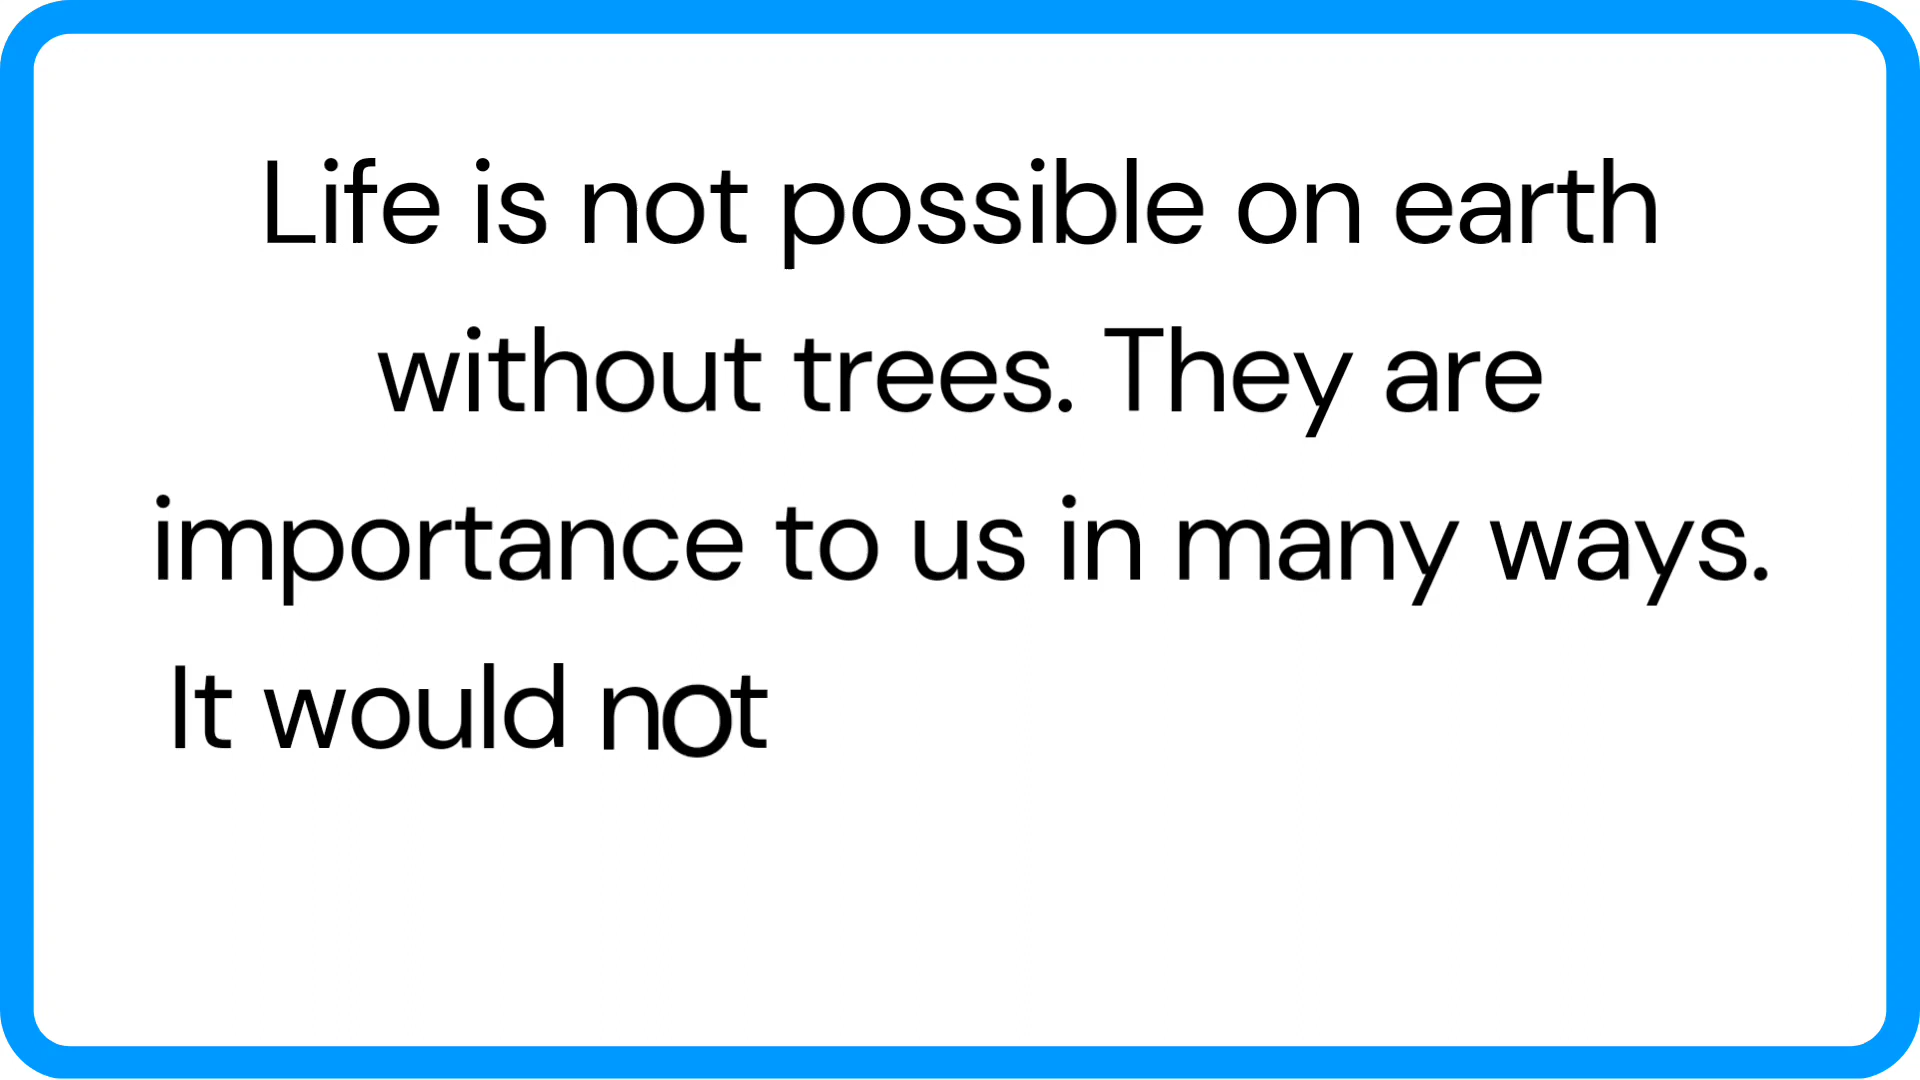 Life is not possible on earth
without trees. They are
importance to us in many ways.
It would not